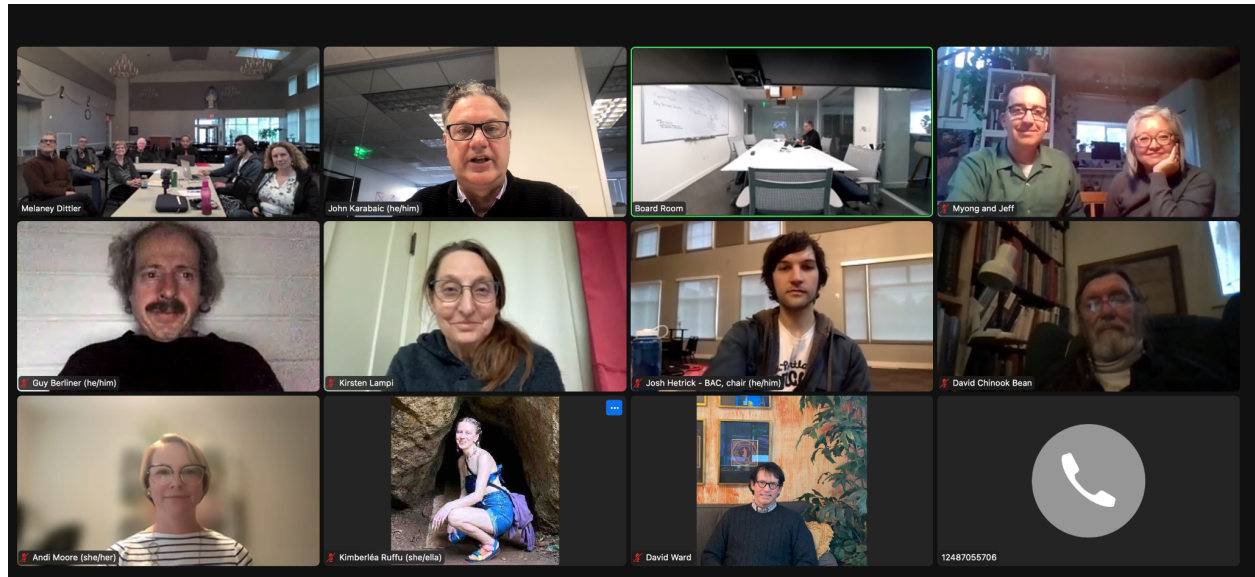 Melaney Dittler
John Karabaic (he/him)
Board Room
Myong and Jeff
Guy Berliner (he/him)
Kirsten Lampi
Josh Hetrick - BAC, chair (he/him)
David Chinook Bean
Andi Moore (she/her)
Kimberléa Ruffu (she/ella)
David Ward
12487055706